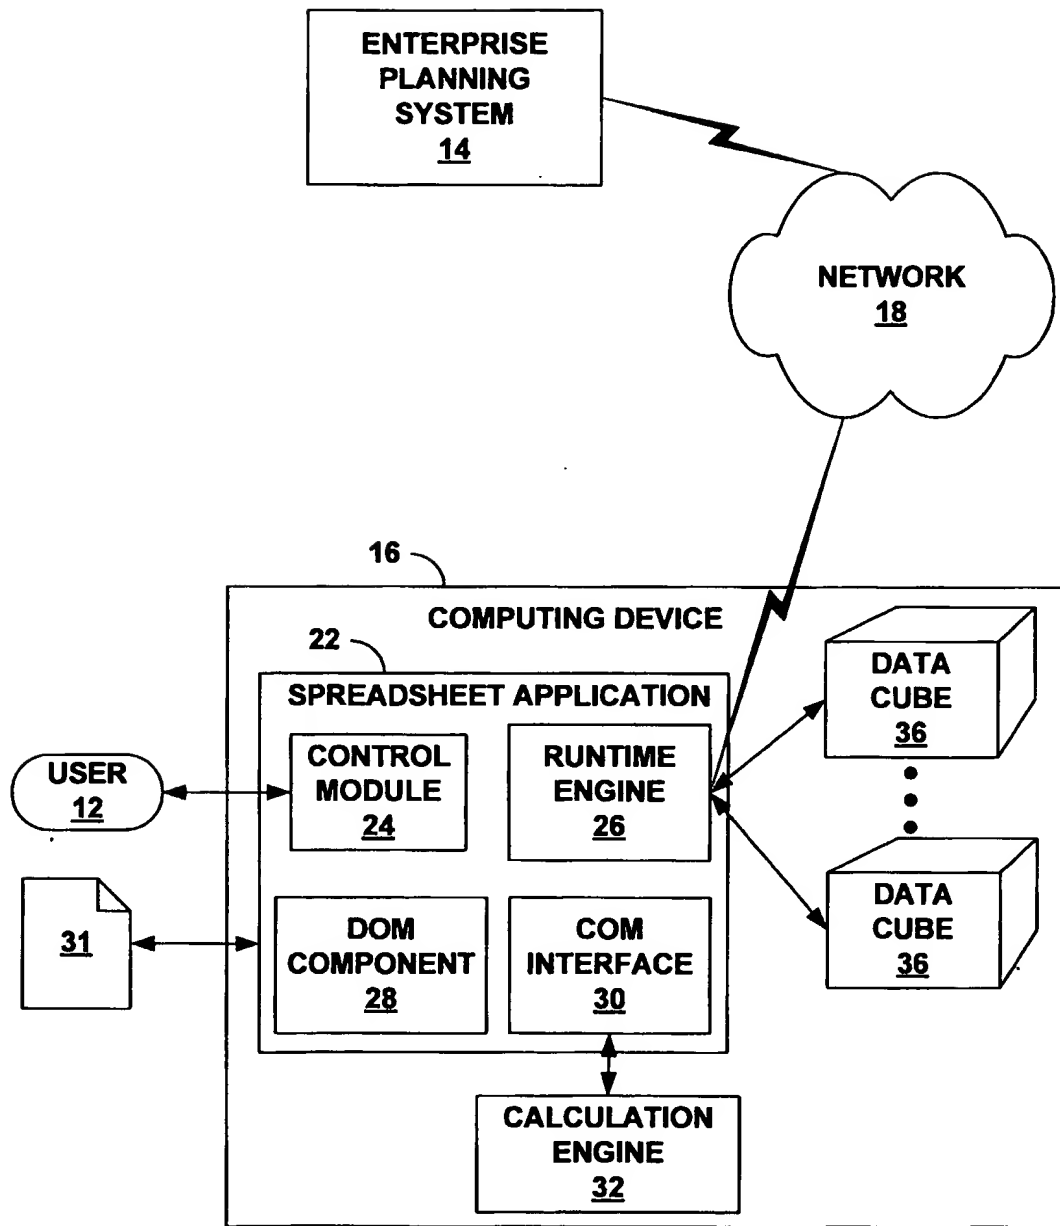 ENTERPRISE
PLANNING
SYSTEM
14
NETWORK
18
16
COMPUTING DEVICE
22
SPREADSHEET APPLICATION
CONTROL
MODULE
24
RUNTIME
ENGINE
26
DATA
CUBE
36
USER
12
DATA
CUBE
36
31
DOM
COMPONENT
28
COM
INTERFACE
30
CALCULATION
ENGINE
32